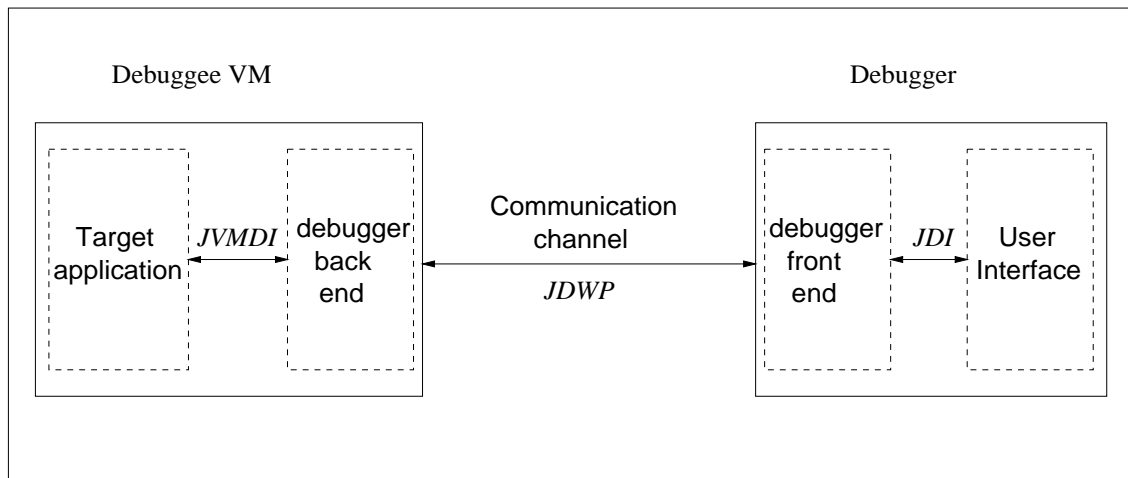 Debuggee VM
Debugger
Target
application
JVMDI
debugger
back
end
Communication
channel
JDWP
debugger
front
end
JDI
User
Interface